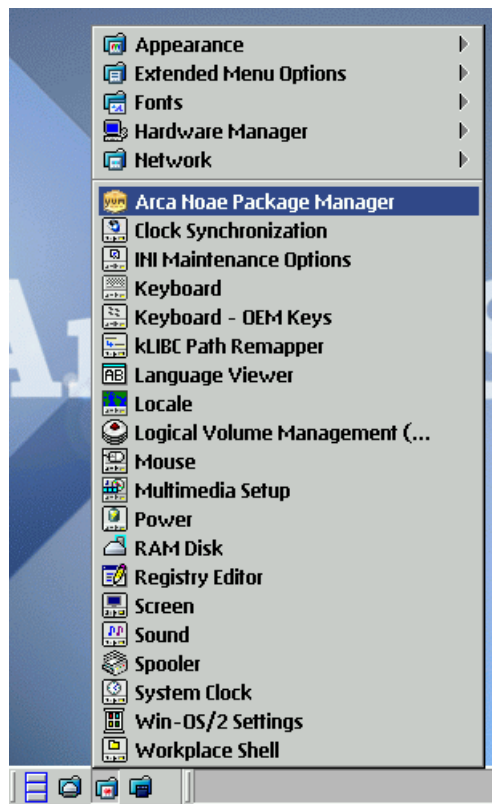 Appearance
Extended Menu Options
Fonts
Hardware Manager
Network
YUM
Arca Noae Package Manager
Clock Synchronization
INI Maintenance Options
Keyboard
Keyboard - OEM Keys
kLIBC Path Remapper
AB
Language Viewer
Locale
Logical Volume Management (...
Mouse
Multimedia Setup
Power
RAM Disk
Registry Editor
Screen
Sound
Spooler
System Clock
Win-OS/2 Settings
Workplace Shell